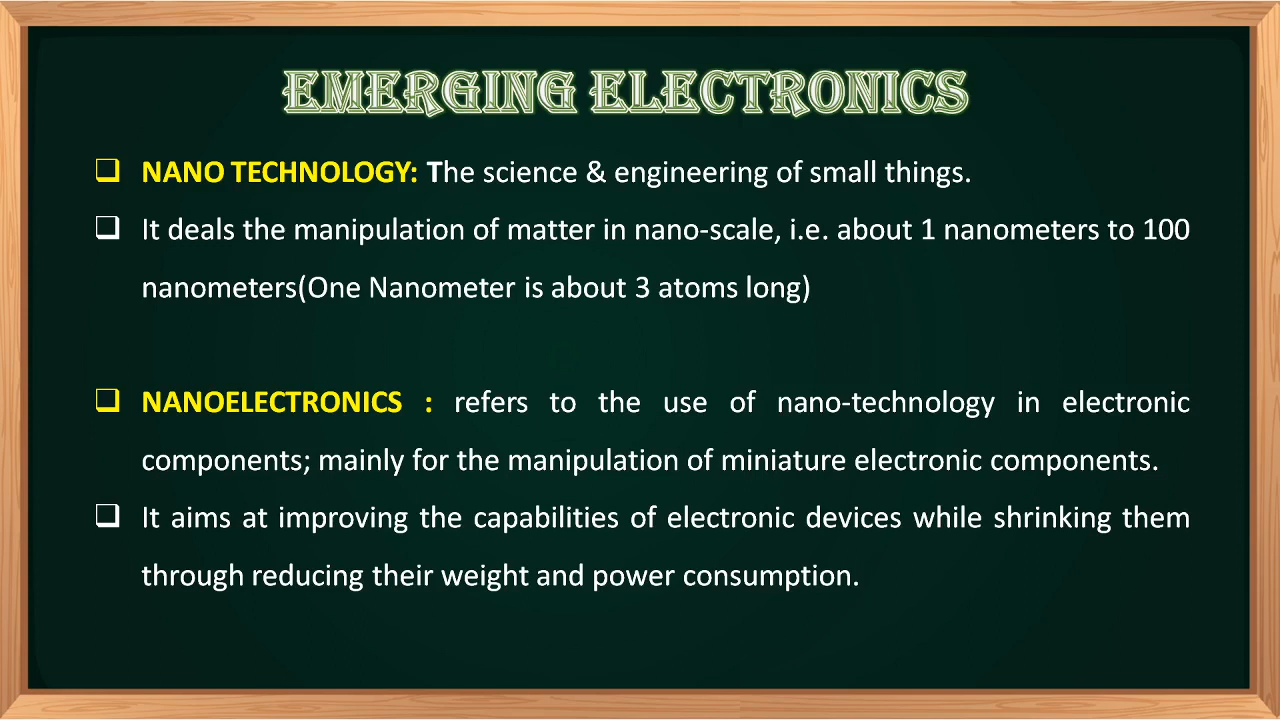 EMERGING ELECTRONICS
NANO TECHNOLOGY: The science & engineering of small things.
It deals the manipulation of matter in nano-scale, i.e. about 1 nanometers to 100
nanometers(One Nanometer is about 3 atoms long)
NANOELECTRONICS : refers to the use of nano-technology in electronic
components; mainly for the manipulation of miniature electronic components.
It aims at improving the capabilities of electronic devices while shrinking them
through reducing their weight and power consumption.